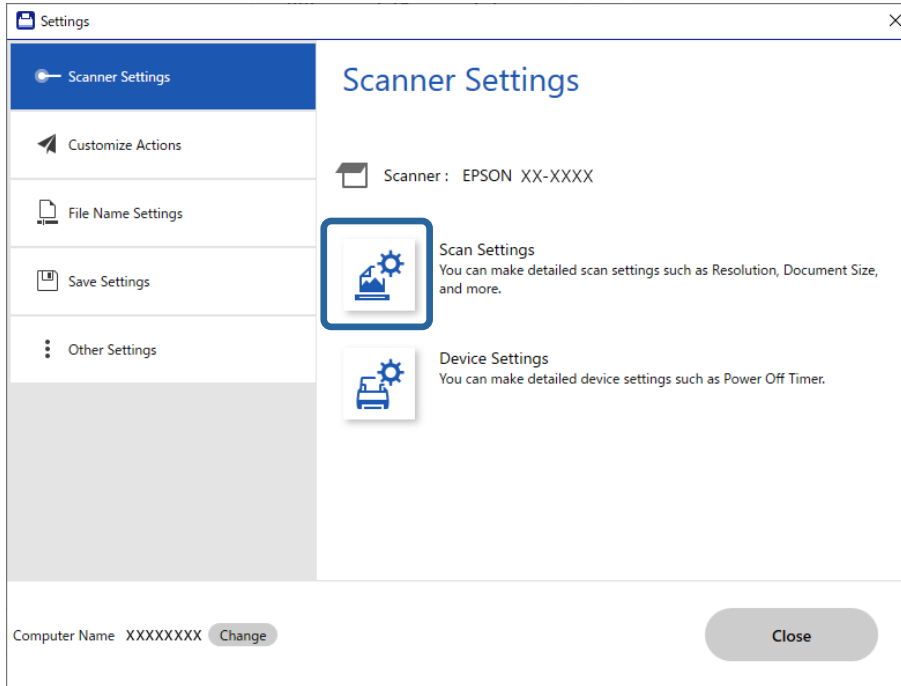 Settings
Scanner Settings
Customize Actions
File Name Settings
Save Settings
Other Settings
Scanner Settings
Scanner : EPSON XX-XXXX
Scan Settings
You can make detailed scan settings such as Resolution, Document Size,
and more.
Device Settings
You can make detailed device settings such as Power Off Timer.
Computer Name XXXXXXXX Change
Close